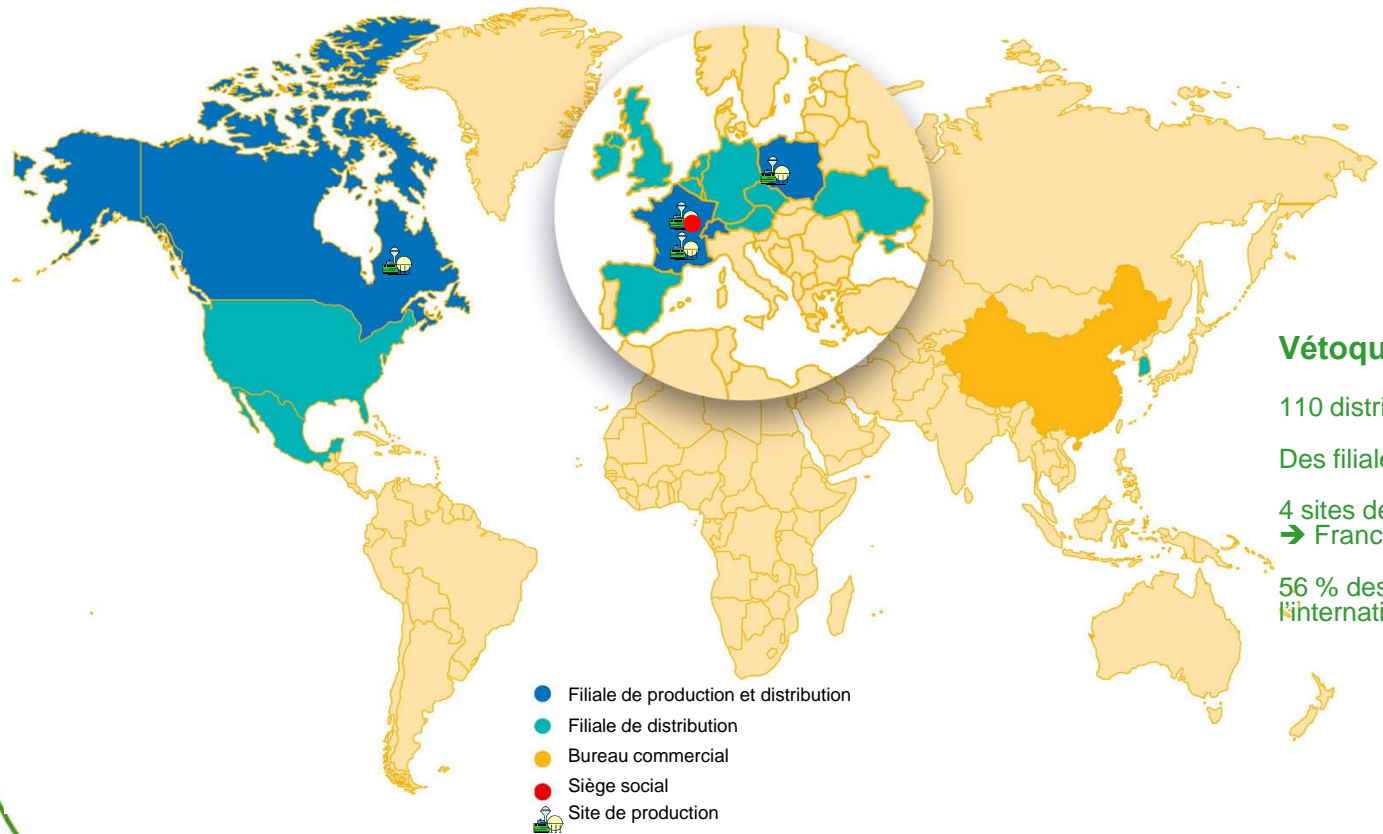 Filiale de production et distribution
Filiale de distribution
Bureau commercial
Siège social
Site de production
Vétoqu
110 distri
Des filiale
4 sites de
➔ Franc
56 % des
l'internati